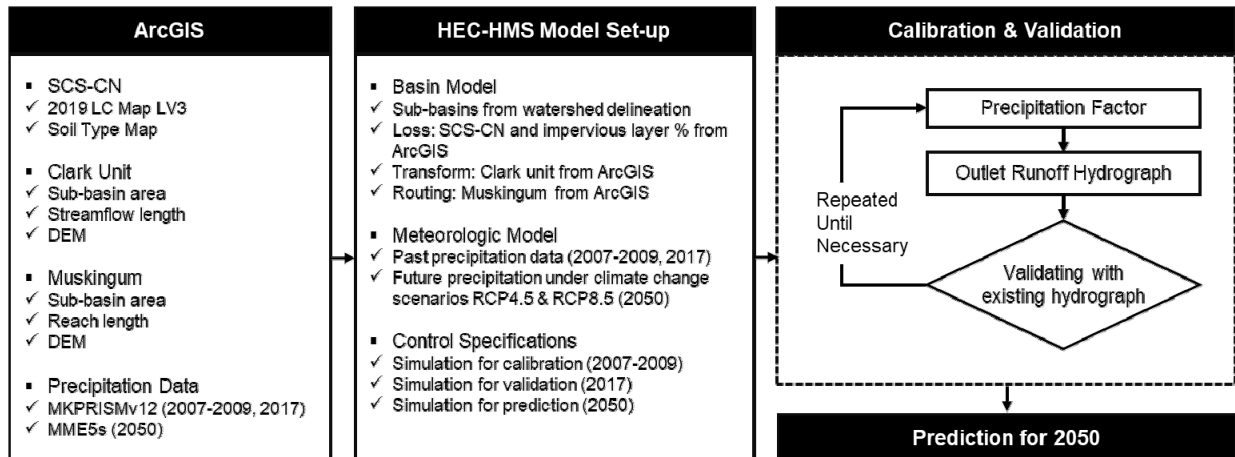 ArcGIS
▪ SCS-CN
✓ 2019 LC Map LV3
✓ Soil Type Map
▪ Clark Unit
✓ Sub-basin area
✓ Streamflow length
✓ DEM
▪ Muskingum
✓ Sub-basin area
✓ Reach length
✓ DEM
▪ Precipitation Data
✓ MKPRISMv12 (2007-2009, 2017)
✓ MME5s (2050)
HEC-HMS Model Set-up
▪ Basin Model
✓ Sub-basins from watershed delineation
✓ Loss: SCS-CN and impervious layer % from
ArcGIS
✓ Transform: Clark unit from ArcGIS
✓ Routing: Muskingum from ArcGIS
▪ Meteorologic Model
✓ Past precipitation data (2007-2009, 2017)
✓ Future precipitation under climate change
scenarios RCP4.5 & RCP8.5 (2050)
▪ Control Specifications
✓ Simulation for calibration (2007-2009)
✓ Simulation for validation (2017)
✓ Simulation for prediction (2050)
Calibration & Validation
Precipitation Factor
Outlet Runoff Hydrograph
Repeated
Until
Necessary
Validating with
existing hydrograph
Prediction for 2050